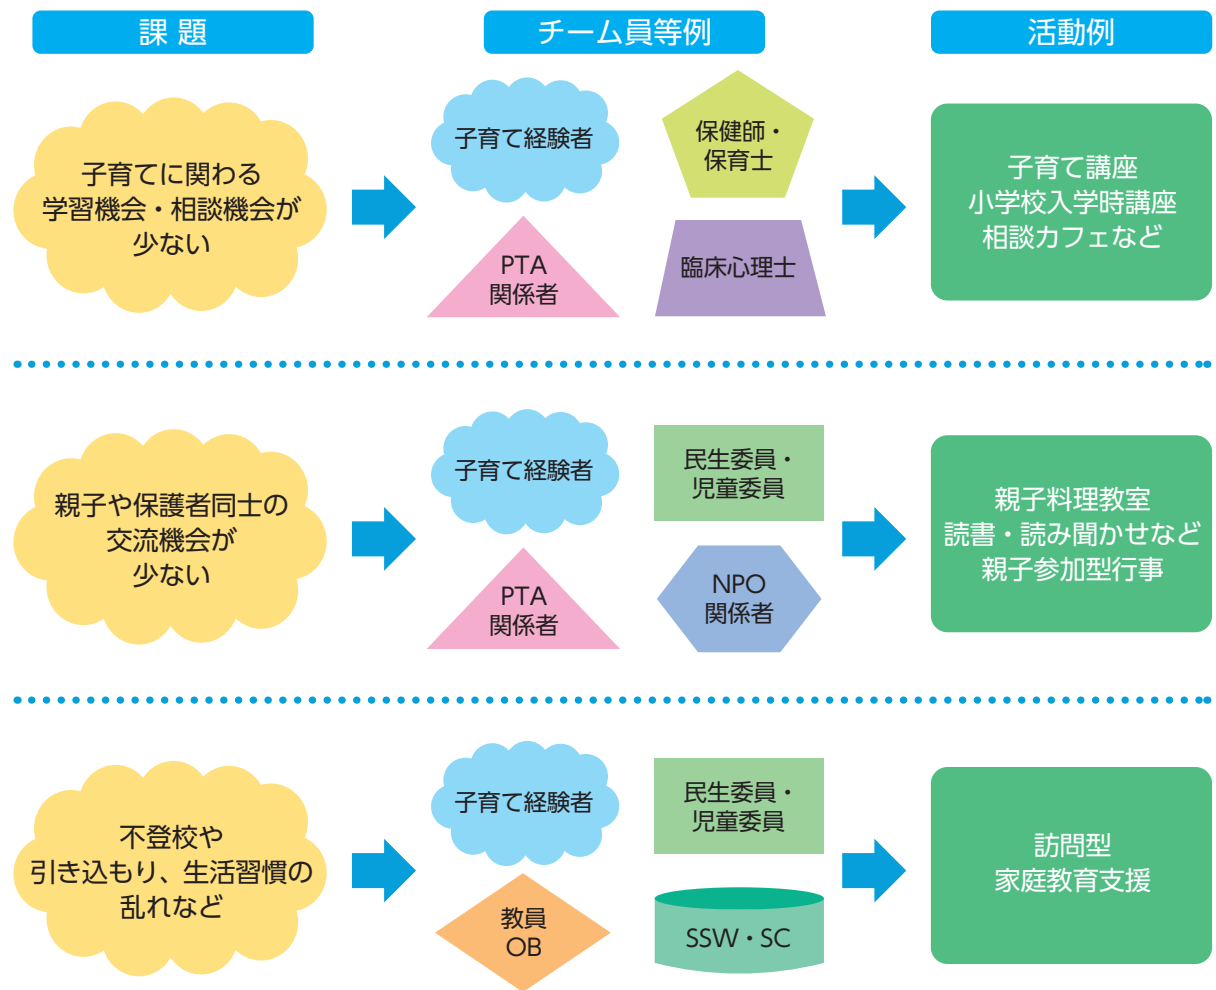 課 題
チーム員等例
活動例
子育てに関わる
学習機会・相談機会が
少ない
子育て経験者
保健師・
保育士
PTA
関係者
臨床心理士
子育て講座
小学校入学時講座
相談カフェなど
親子や保護者同士の
交流機会が
少ない
子育て経験者
民生委員・
児童委員
PTA
関係者
NPO
関係者
親子料理教室
読書・読み聞かせなど
親子参加型行事
不登校や
引き込もり、生活習慣の
乱れなど
子育て経験者
民生委員・
児童委員
教員
OB
SSW・SC
訪問型
家庭教育支援